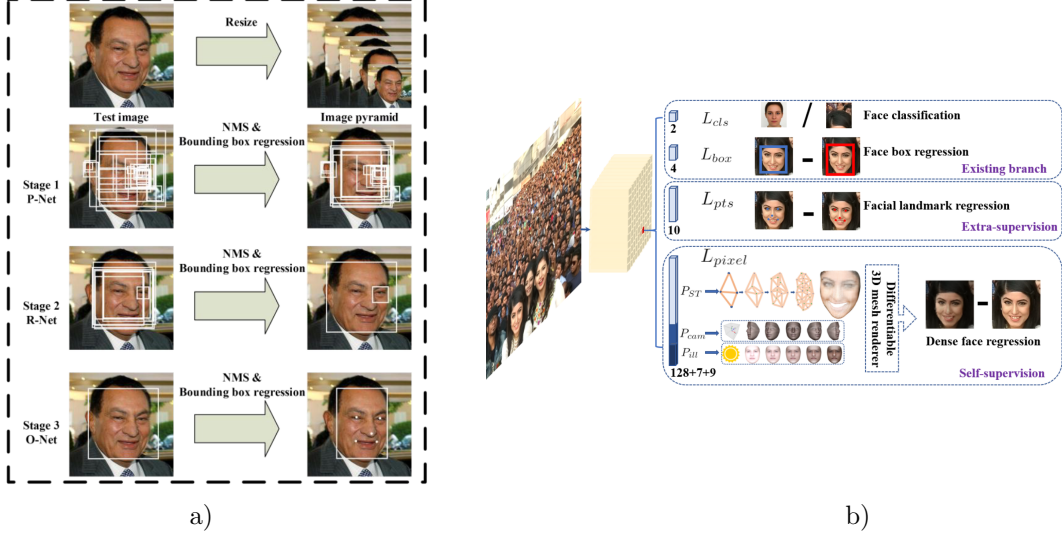 Resize
Test image
Image pyramid
NMS &
Bounding box regression
Stage 1
P-Net
NMS &
Bounding box regression
Stage 2
R-Net
NMS &
Bounding box regression
Stage 3
O-Net
a)
2
L_cls
/
Face classification
4
L_box
-
Face box regression
Existing branch
10
L_pts
-
Facial landmark regression
Extra-supervision
L_pixel
P_ST
P_cam
P_ill
128+7+9
Differentiable
3D mesh renderer
-
Dense face regression
Self-supervision
b)